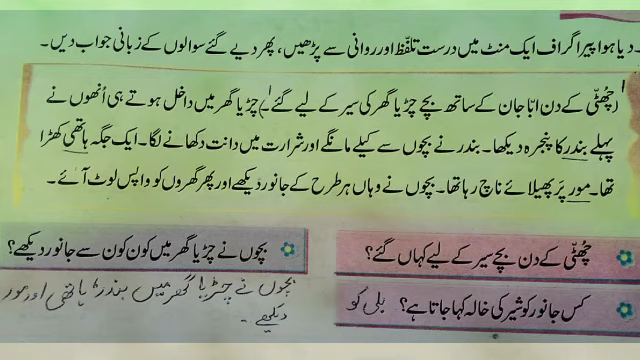 ۔ دیا ہوا پیراگراف ایک منٹ میں درست تلفّظ اور روانی سے پڑھیں، پھر دیے گئے سوالوں کے زبانی جواب دیں۔
چُھٹّی کے دن ابّا جان کے ساتھ بچے چڑیا گھر کی سیر کے لیے گئے۔ چڑیا گھر میں داخل ہوتے ہی اُنھوں نے
پہلے بندر کا پنجرہ دیکھا۔ بندر نے بچوں سے کیلے مانگے اور شرارت میں دانت دکھانے لگا۔ ایک جگہ ہاتھی کھڑا
تھا۔ مور پَر پھیلائے ناچ رہا تھا۔ بچوں نے وہاں ہر طرح کے جانور دیکھے اور پھر گھروں کو واپس لوٹ آئے۔
چُھٹّی کے دن بچے سیر کے لیے کہاں گئے؟
بچوں نے چڑیا گھر میں کون کون سے جانور دیکھے؟
بچوں نے چڑیا گھر میں بندر، ہاتھی اور مور
دیکھے۔
کس جانور کو شیر کی خالہ کہا جاتا ہے؟ بلی کو